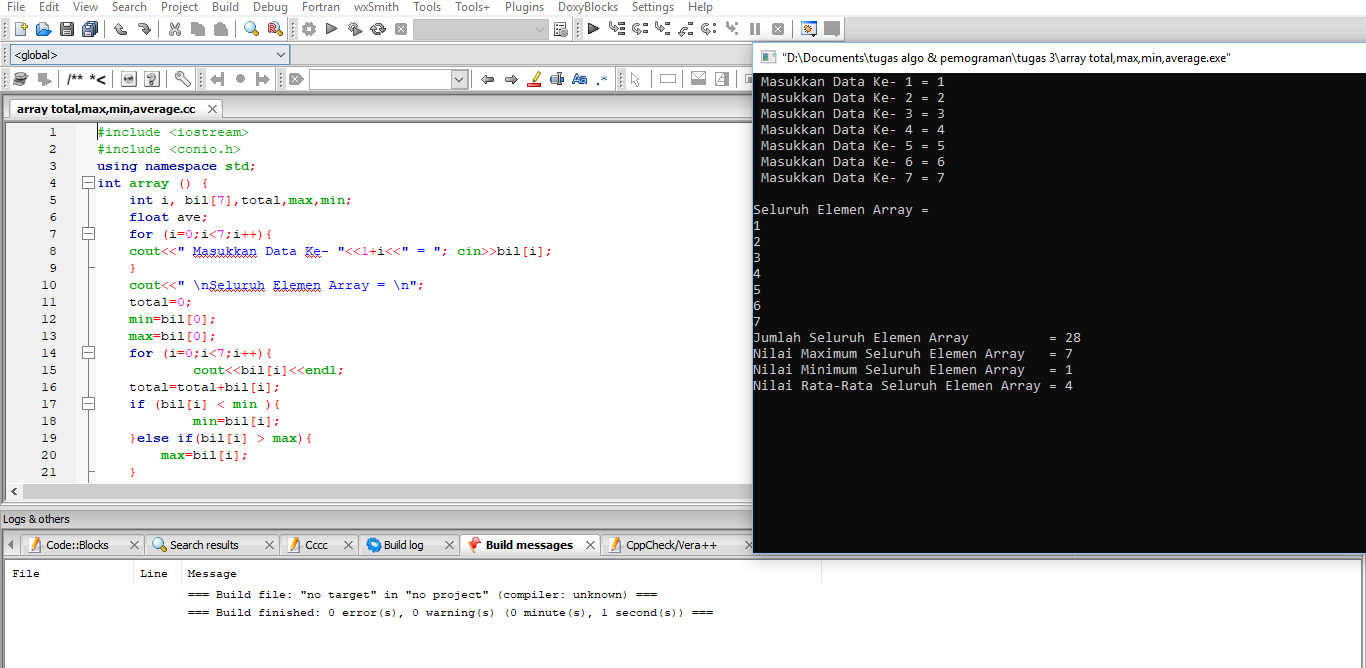 File Edit View Search Project Build Debug Fortran wxSmith Tools Tools+ Plugins DoxyBlocks Settings Help
<global>
/** *<
array total,max,min,average.cc
1 #include <iostream>
2 #include <conio.h>
3 using namespace std;
4 int array () {
5 int i, bil[7],total,max,min;
6 float ave;
7 for (i=0;i<7;i++){
8 cout<<" Masukkan Data Ke- "<<1+i<<" = "; cin>>bil[i];
9 }
10 cout<<" \nSeluruh Elemen Array = \n";
11 total=0;
12 min=bil[0];
13 max=bil[0];
14 for (i=0;i<7;i++){
15 cout<<bil[i]<<endl;
16 total=total+bil[i];
17 if (bil[i] < min ){
18 min=bil[i];
19 }else if(bil[i] > max){
20 max=bil[i];
21 }
"D:\Documents\tugas algo & pemograman\tugas 3\array total,max,min,average.exe"
Masukkan Data Ke- 1 = 1
Masukkan Data Ke- 2 = 2
Masukkan Data Ke- 3 = 3
Masukkan Data Ke- 4 = 4
Masukkan Data Ke- 5 = 5
Masukkan Data Ke- 6 = 6
Masukkan Data Ke- 7 = 7
Seluruh Elemen Array =
1
2
3
4
5
6
7
Jumlah Seluruh Elemen Array = 28
Nilai Maximum Seluruh Elemen Array = 7
Nilai Minimum Seluruh Elemen Array = 1
Nilai Rata-Rata Seluruh Elemen Array = 4
Logs & others
Code::Blocks Search results Cccc Build log Build messages CppCheck/Vera++
File Line Message
=== Build file: "no target" in "no project" (compiler: unknown) ===
=== Build finished: 0 error(s), 0 warning(s) (0 minute(s), 1 second(s)) ===